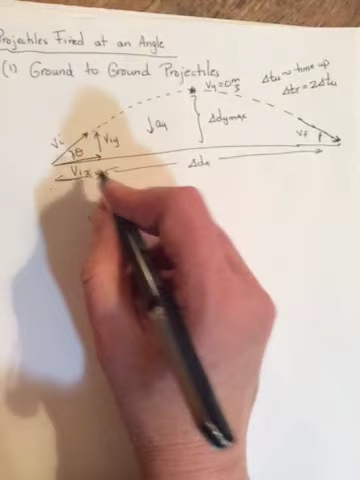 Projectiles Fired at an Angle
(1) Ground to Ground Projectiles
Vy=0 m/s
Δtu ~ time up
Δtx = 2Δtu
Vi
Viy
↓ay
Δdymax
Vf
θ
Δdx
Vix